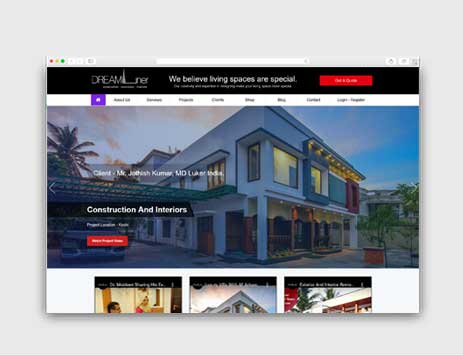 DREAM Liner
We believe living spaces are special.
Our creativity and expertise in designing make your living space more special.
Get A Quote
About Us Services Projects Clients Shop Blog Contact Login - Register
Client - Mr. Jothish Kumar, MD Luker India.
Construction And Interiors
Project Location - Kochi
Watch Project Video
Dr. Mubben Sharing His Ex...
Exterior And Interior Reno...